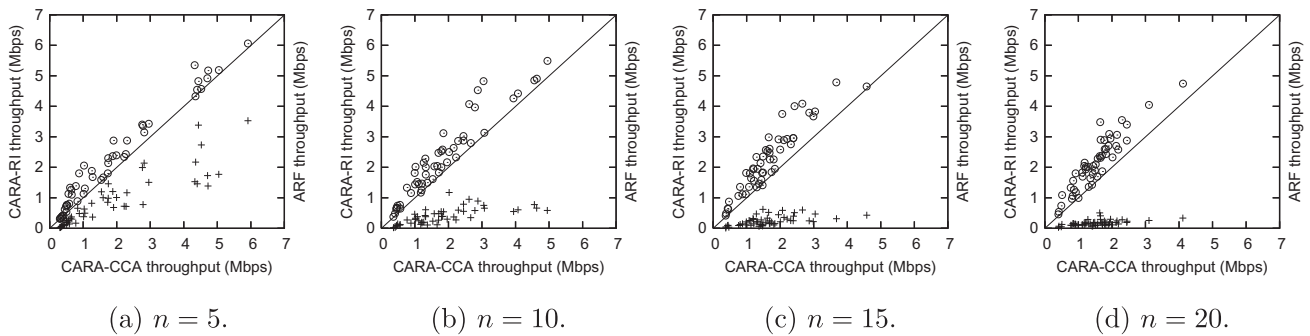 7
6
5
4
3
2
1
0
0 1 2 3 4 5 6 7
CARA-RI throughput (Mbps)
ARF throughput (Mbps)
CARA-CCA throughput (Mbps)
(a) n = 5.
7
6
5
4
3
2
1
0
0 1 2 3 4 5 6 7
CARA-RI throughput (Mbps)
ARF throughput (Mbps)
CARA-CCA throughput (Mbps)
(b) n = 10.
7
6
5
4
3
2
1
0
0 1 2 3 4 5 6 7
CARA-RI throughput (Mbps)
ARF throughput (Mbps)
CARA-CCA throughput (Mbps)
(c) n = 15.
7
6
5
4
3
2
1
0
0 1 2 3 4 5 6 7
CARA-RI throughput (Mbps)
ARF throughput (Mbps)
CARA-CCA throughput (Mbps)
(d) n = 20.